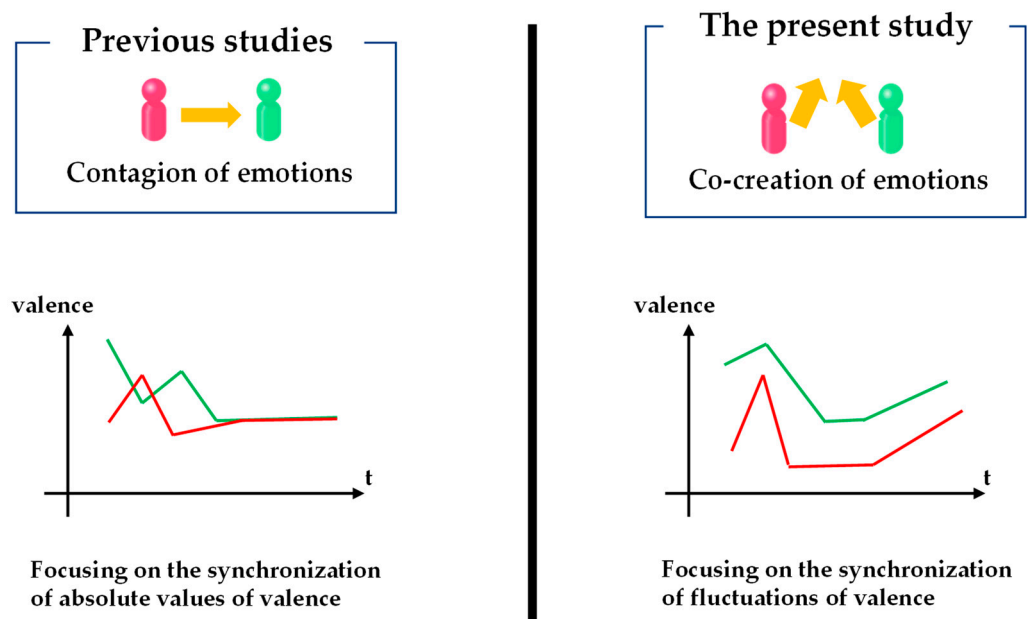 Previous studies
Contagion of emotions
valence
t
Focusing on the synchronization
of absolute values of valence
The present study
Co-creation of emotions
valence
t
Focusing on the synchronization
of fluctuations of valence